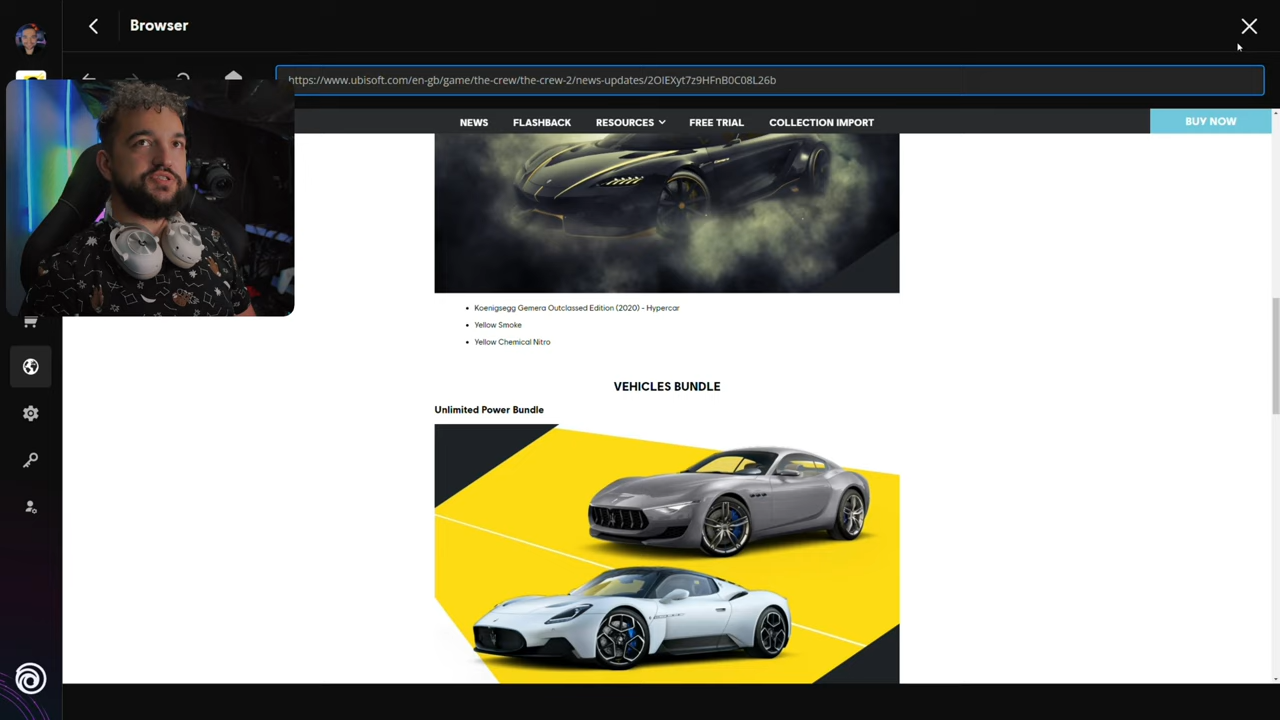 Browser
https://www.ubisoft.com/en-gb/game/the-crew/the-crew-2/news-updates/2OIEXyt7z9HFnB0C08L26b
NEWS FLASHBACK RESOURCES FREE TRIAL COLLECTION IMPORT BUY NOW
• Koenigsegg Gemera Outclassed Edition (2020) - Hypercar
• Yellow Smoke
• Yellow Chemical Nitro
VEHICLES BUNDLE
Unlimited Power Bundle